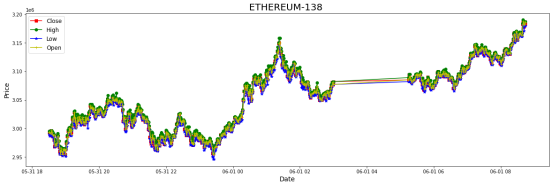 ETHEREUM-138
1e6
3.20
3.15
3.10
3.05
3.00
2.95
Price
Close
High
Low
Open
05-31 18
05-31 20
05-31 22
06-01 00
06-01 02
06-01 04
06-01 06
06-01 08
Date